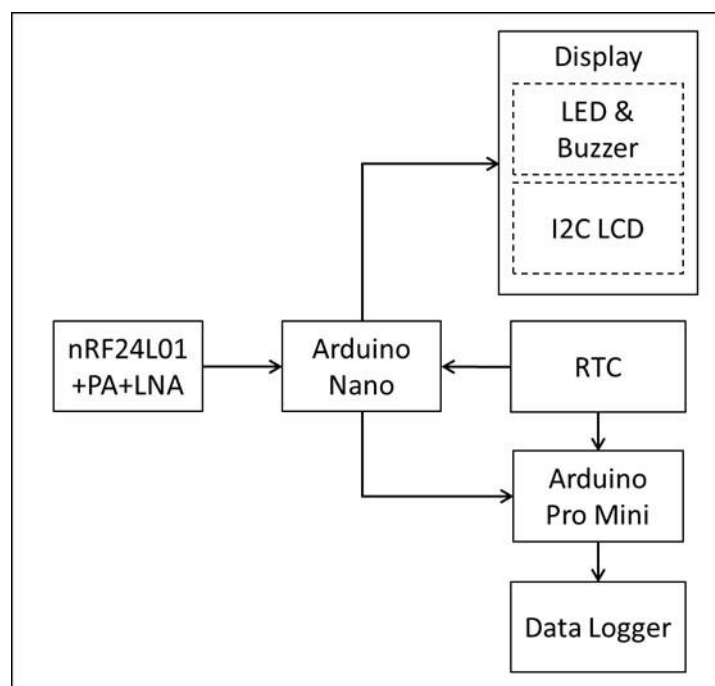 Display
LED &
Buzzer
I2C LCD
nRF24L01
+PA+LNA
Arduino
Nano
RTC
Arduino
Pro Mini
Data Logger